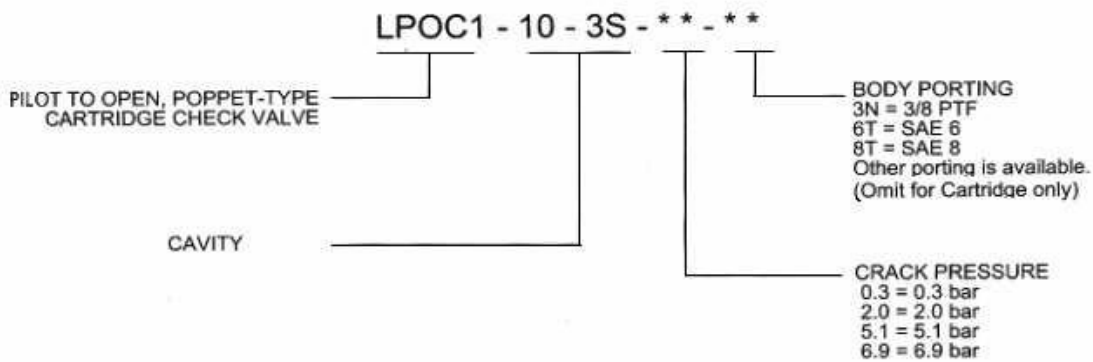 LPOC1 - 10 - 3S - * * - * *
PILOT TO OPEN, POPPET-TYPE
CARTRIDGE CHECK VALVE
CAVITY
BODY PORTING
3N = 3/8 PTF
6T = SAE 6
8T = SAE 8
Other porting is available.
(Omit for Cartridge only)
CRACK PRESSURE
0.3 = 0.3 bar
2.0 = 2.0 bar
5.1 = 5.1 bar
6.9 = 6.9 bar